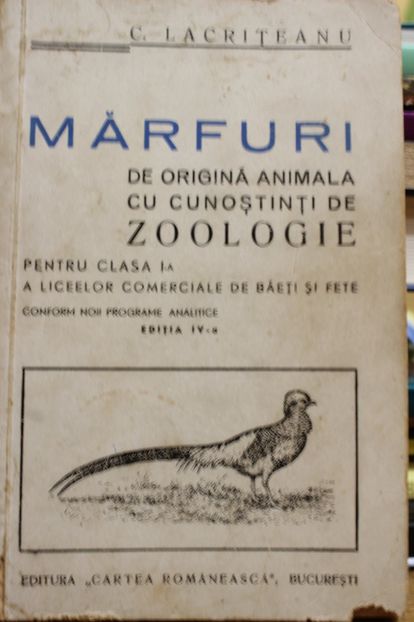 C. LACRIȚEANU
MĂRFURI
DE ORIGINĂ ANIMALA
CU CUNOȘTINȚI DE
ZOOLOGIE
PENTRU CLASA IA
A LICEELOR COMERCIALE DE BĂEȚI ȘI FETE
CONFORM NOII PROGRAME ANALITICE
EDIȚIA IV-a
EDITURA „CARTEA ROMÂNEASCĂ", BUCUREȘTI